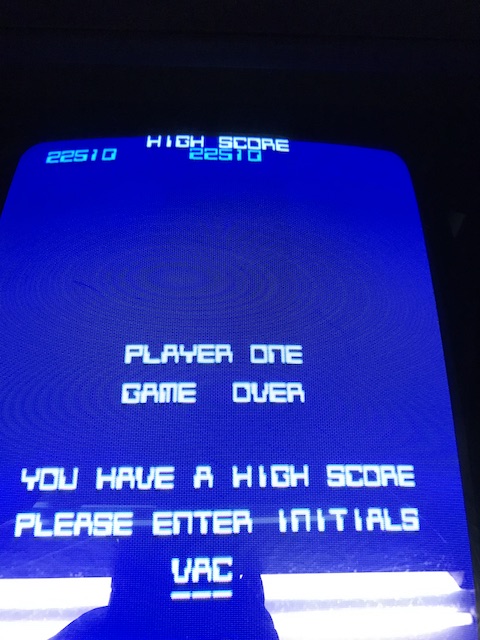 HIGH SCORE
22510 22510
PLAYER ONE
GAME OVER
YOU HAVE A HIGH SCORE
PLEASE ENTER INITIALS
VAC